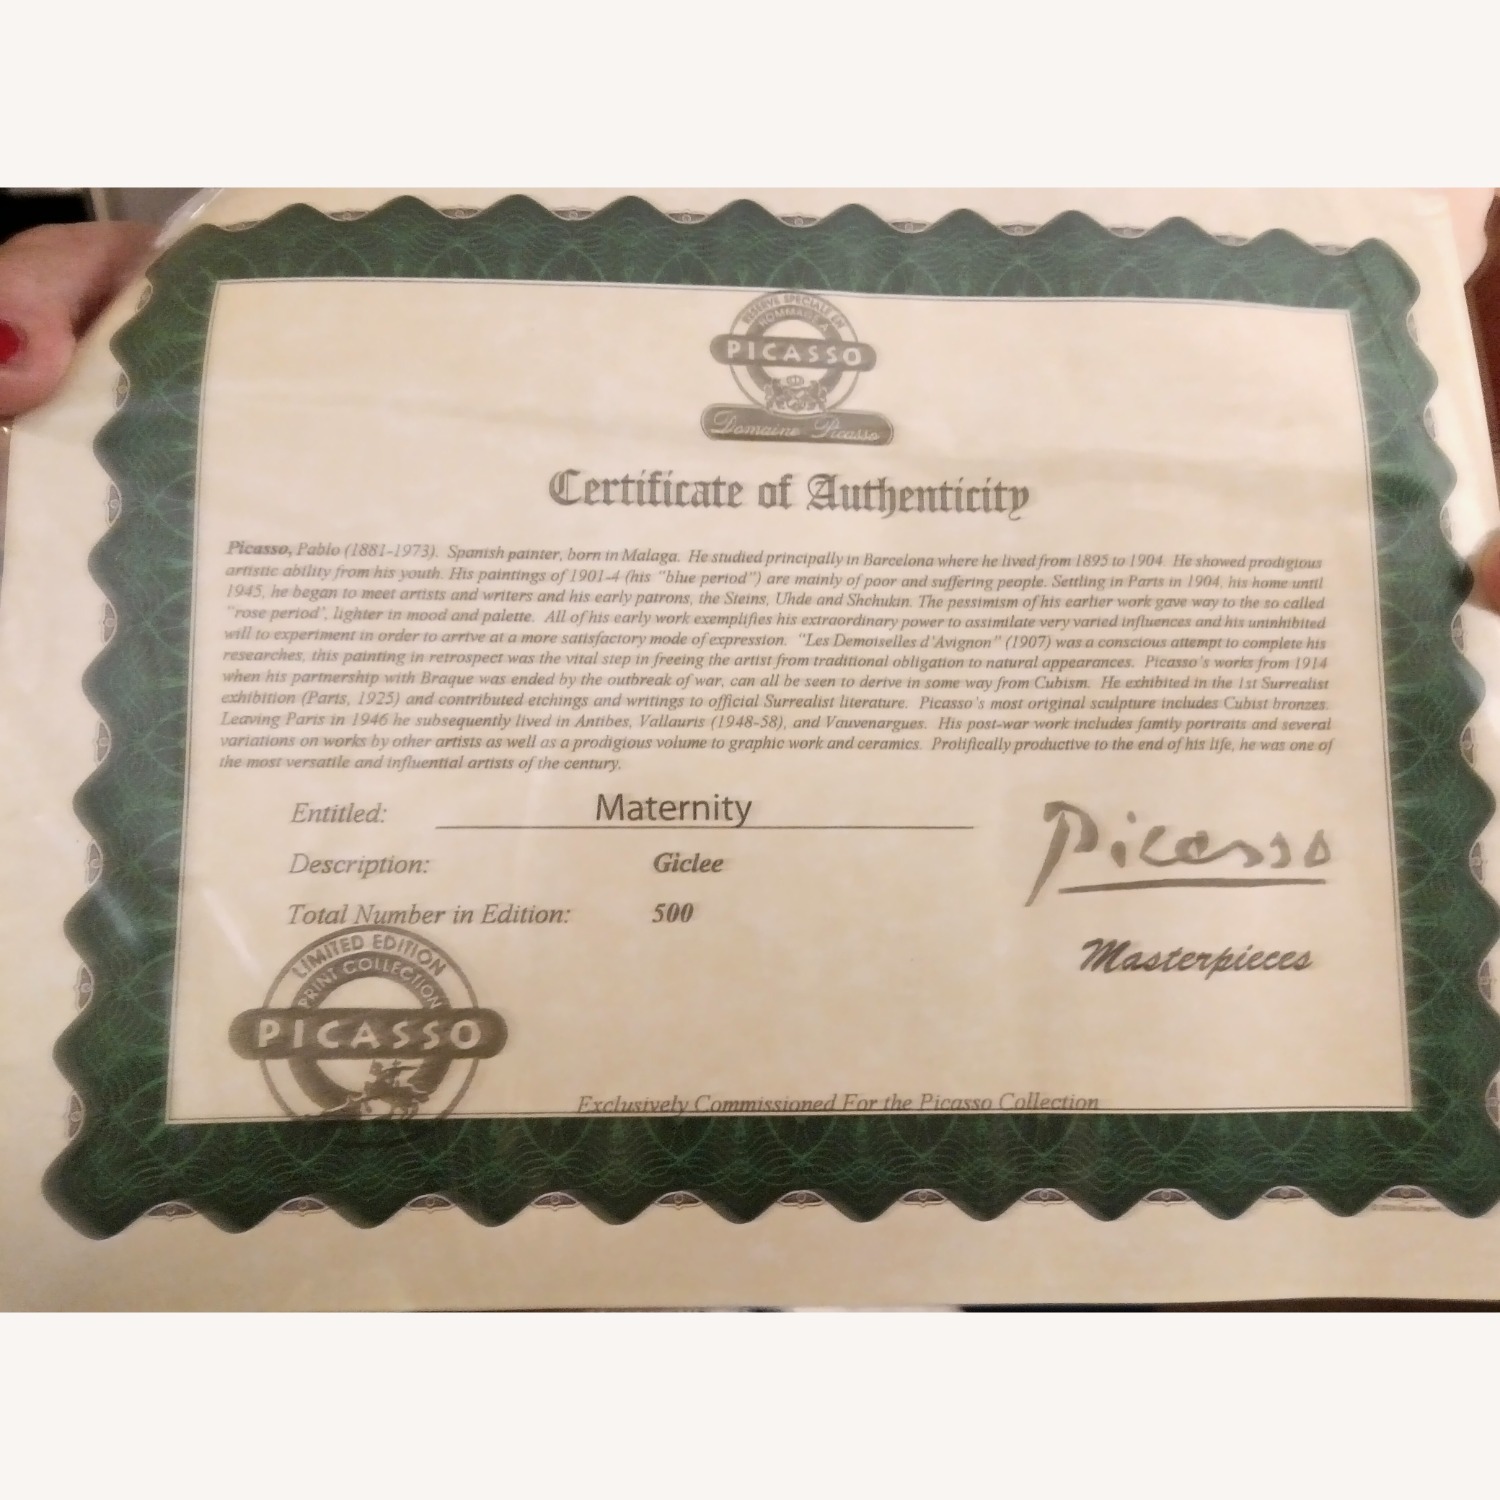 RESERVE SPECIALE EN
HOMMAGE A
PICASSO
Domaine Picasso
Certificate of Authenticity
Picasso, Pablo (1881-1973). Spanish painter, born in Malaga. He studied principally in Barcelona where he lived from 1895 to 1904. He showed prodigious
artistic ability from his youth. His paintings of 1901-4 (his "blue period") are mainly of poor and suffering people. Settling in Paris in 1904, his home until
1945, he began to meet artists and writers and his early patrons, the Steins, Uhde and Shchukin. The pessimism of his earlier work gave way to the so called
"rose period", lighter in mood and palette. All of his early work exemplifies his extraordinary power to assimilate very varied influences and his uninhibited
will to experiment in order to arrive at a more satisfactory mode of expression. "Les Demoiselles d'Avignon" (1907) was a conscious attempt to complete his
researches, this painting in retrospect was the vital step in freeing the artist from traditional obligation to natural appearances. Picasso's works from 1914
when his partnership with Braque was ended by the outbreak of war, can all be seen to derive in some way from Cubism. He exhibited in the 1st Surrealist
exhibition (Paris, 1925) and contributed etchings and writings to official Surrealist literature. Picasso's most original sculpture includes Cubist bronzes.
Leaving Paris in 1946 he subsequently lived in Antibes, Vallauris (1948-58), and Vauvenargues. His post-war work includes family portraits and several
variations on works by other artists as well as a prodigious volume to graphic work and ceramics. Prolifically productive to the end of his life, he was one of
the most versatile and influential artists of the century.
Entitled: Maternity
Description: Giclee
Total Number in Edition: 500
Picasso
Masterpieces
LIMITED EDITION
PRINT COLLECTION
PICASSO
Exclusively Commissioned For the Picasso Collection